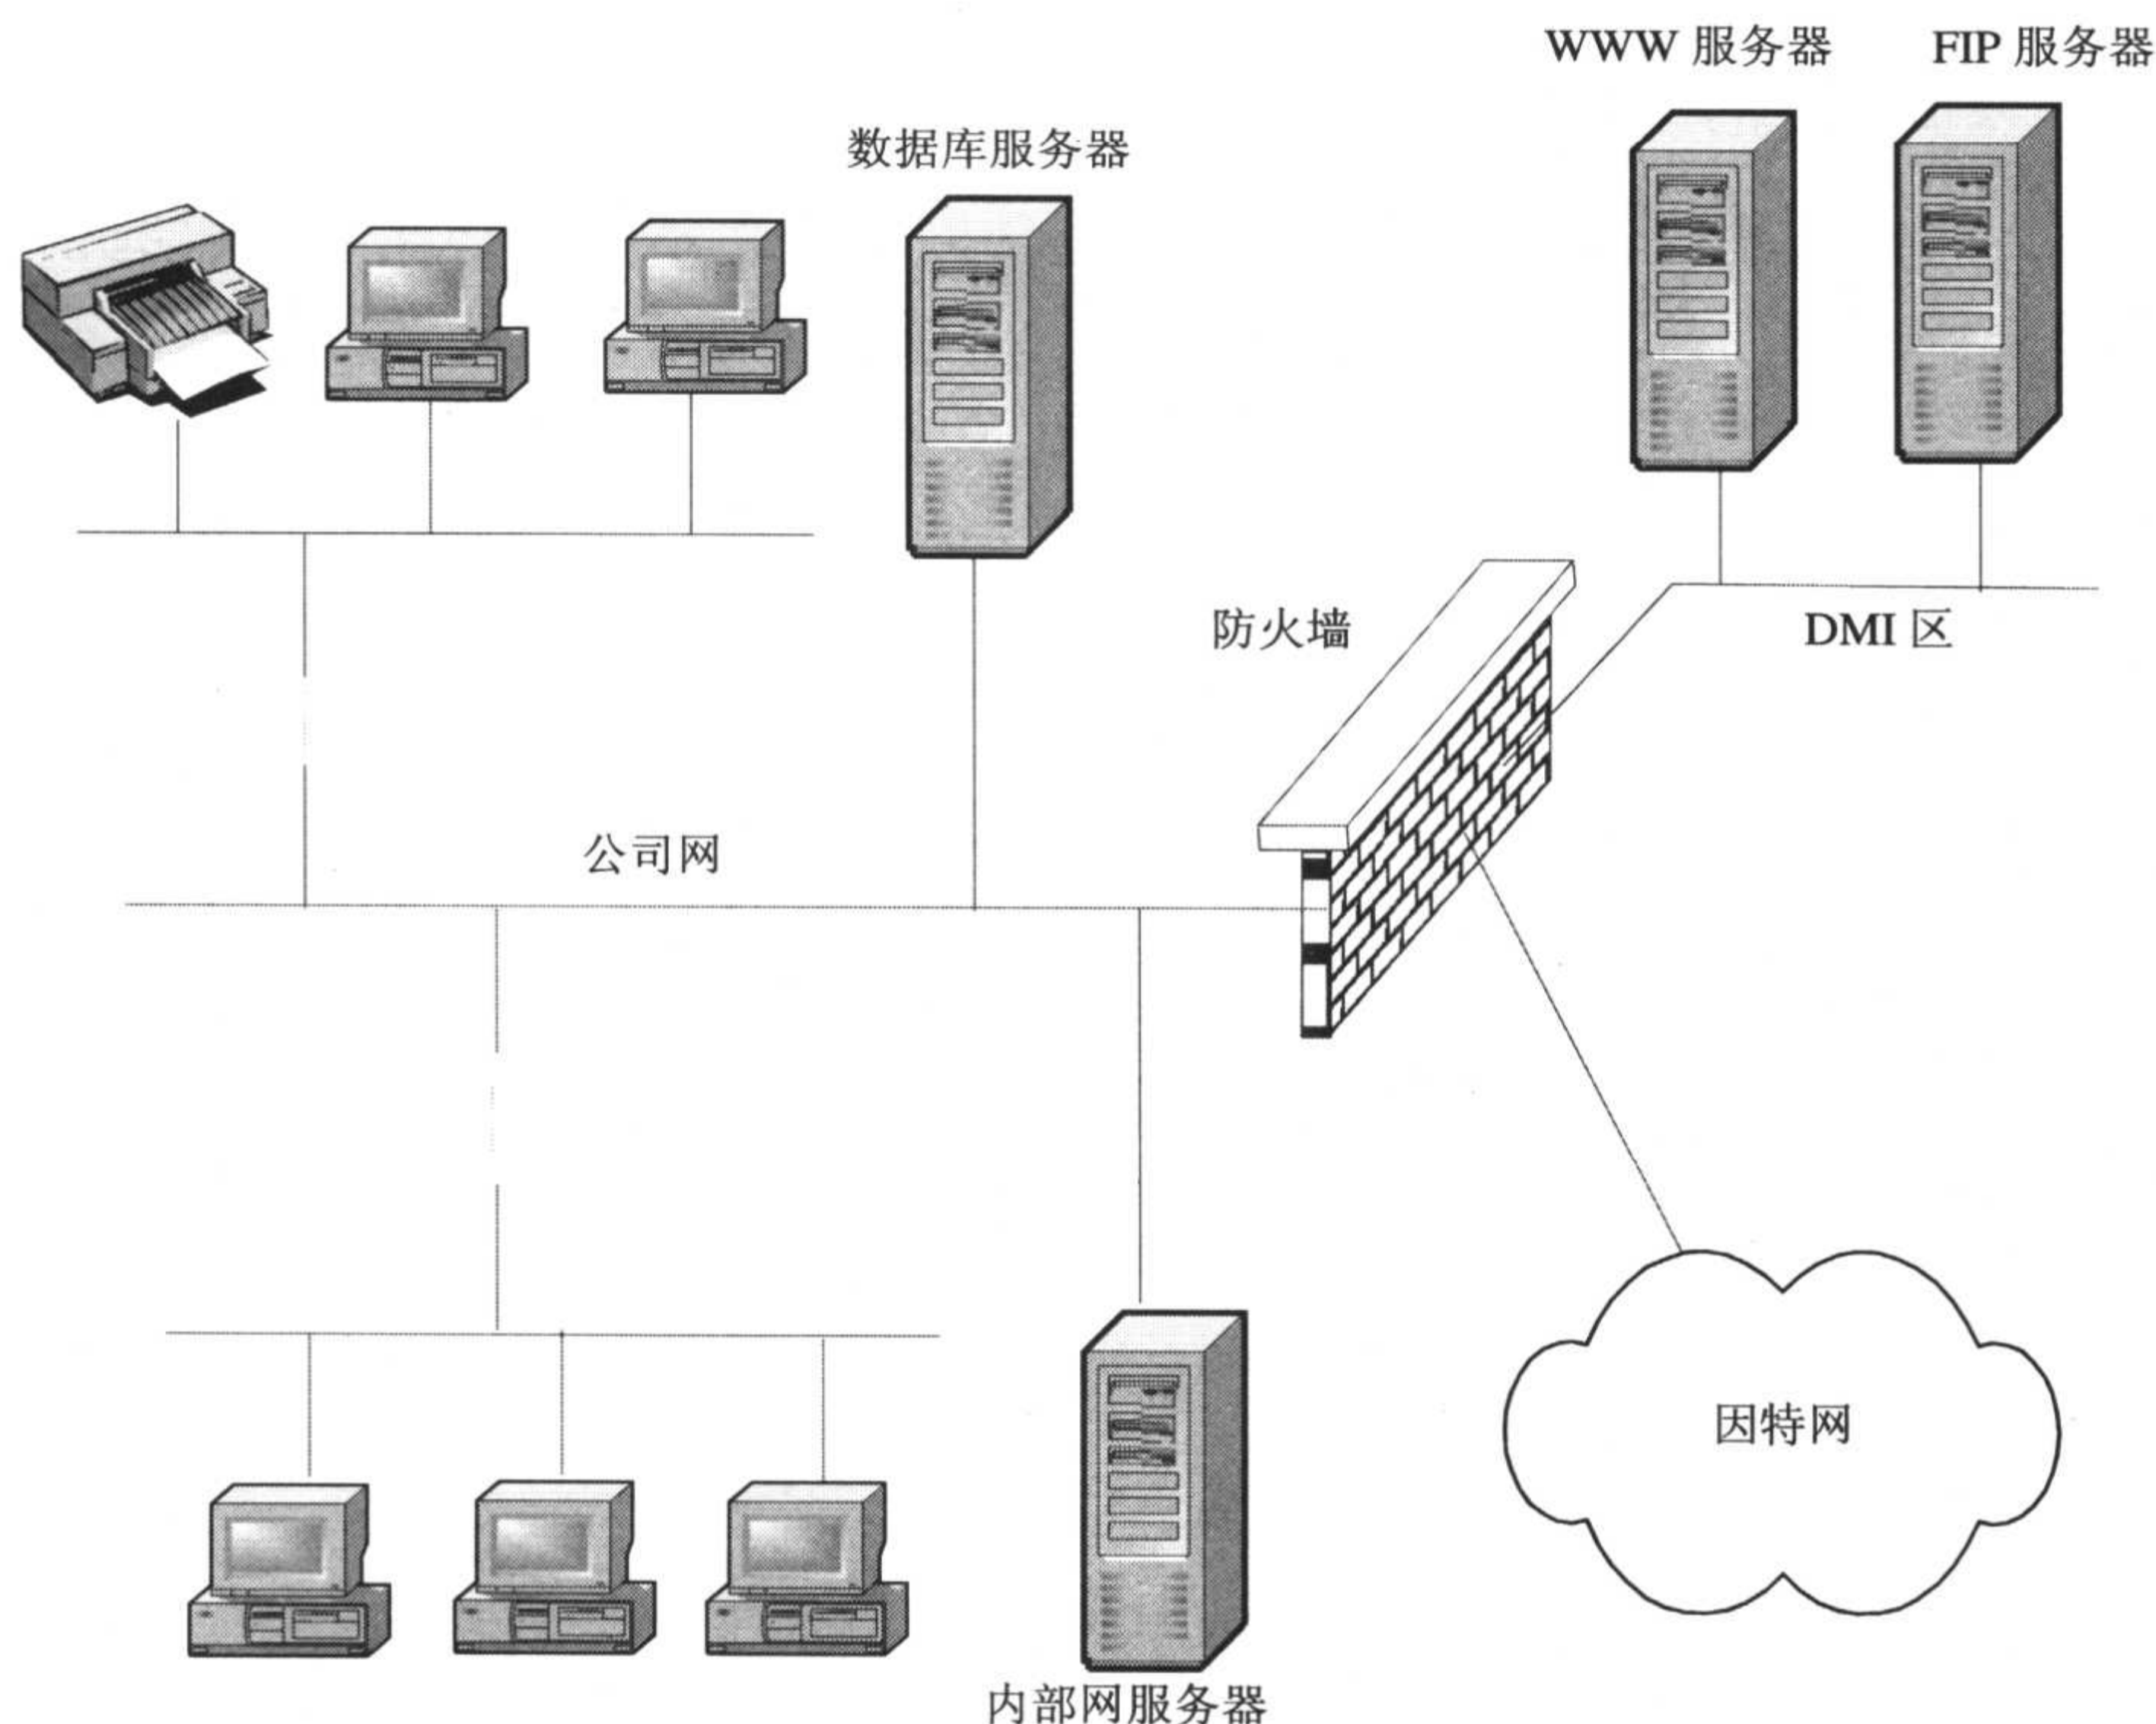 WWW 服务器
FIP 服务器
数据库服务器
防火墙
DMI 区
公司网
因特网
内部网服务器